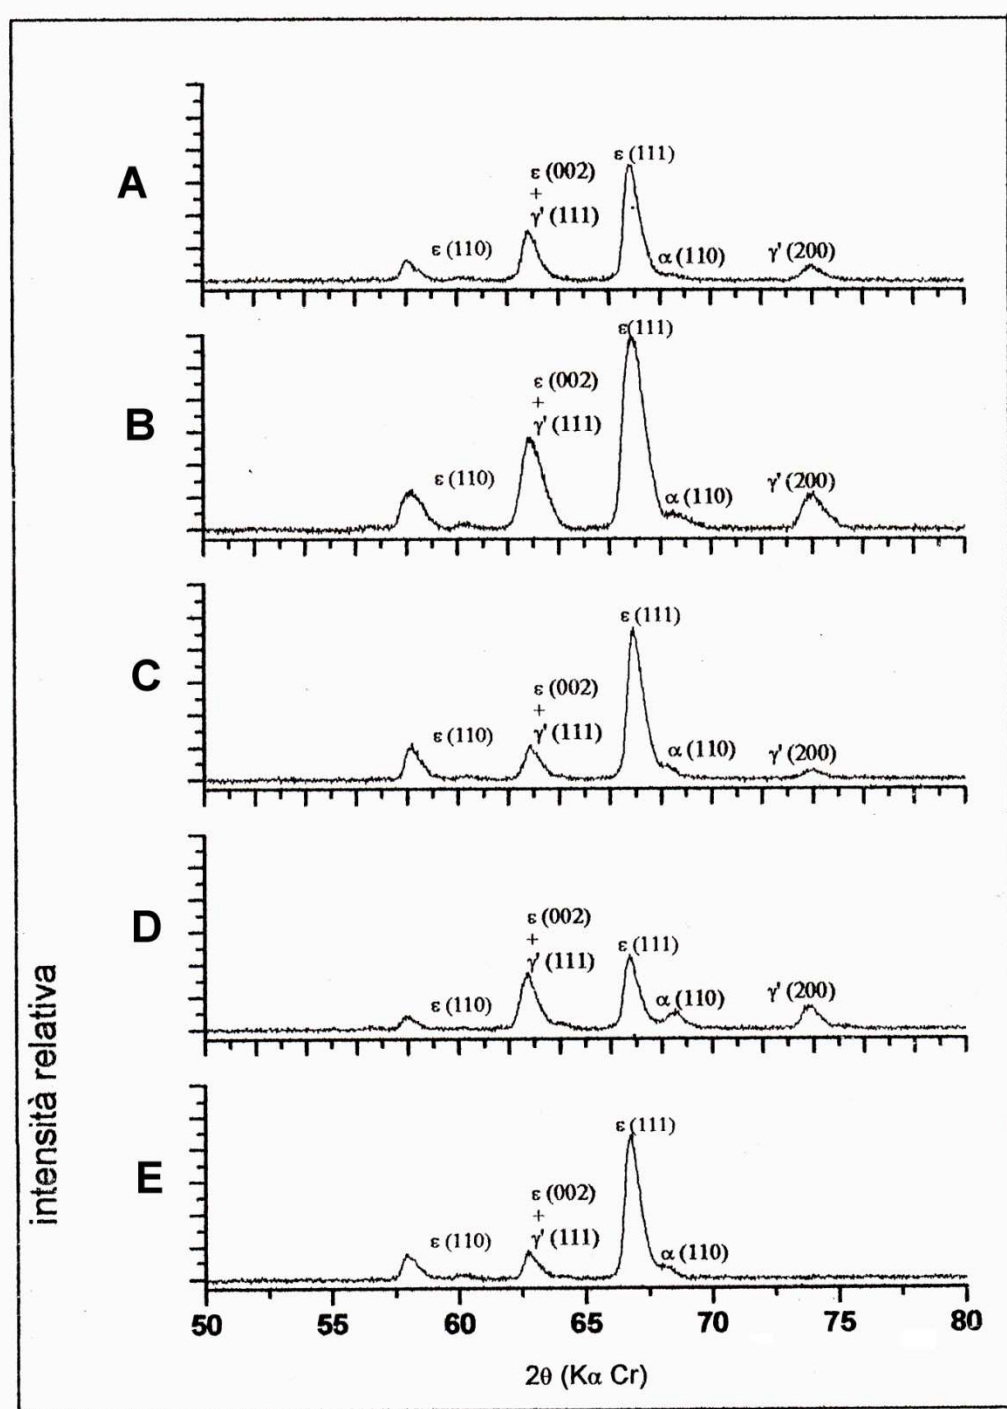 A
ε (110)
ε (002)
+
γ' (111)
ε (111)
α (110)
γ' (200)
B
ε (110)
ε (002)
+
γ' (111)
ε (111)
α (110)
γ' (200)
C
ε (110)
ε (002)
+
γ' (111)
ε (111)
α (110)
γ' (200)
D
ε (110)
ε (002)
+
γ' (111)
ε (111)
α (110)
γ' (200)
E
ε (110)
ε (002)
+
γ' (111)
ε (111)
α (110)
intensità relativa
50 55 60 65 70 75 80
2θ (Kα Cr)